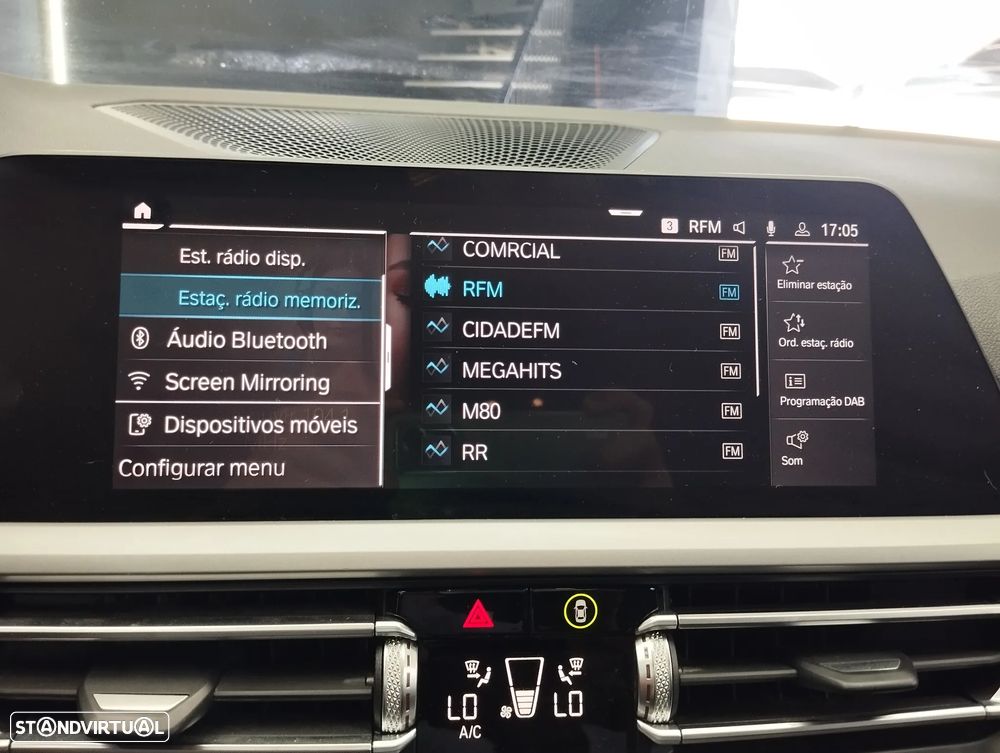 3 RFM 17:05
Est. rádio disp.
Estaç. rádio memoriz.
Áudio Bluetooth
Screen Mirroring
Dispositivos móveis
Configurar menu
COMRCIAL FM
RFM FM
CIDADEFM FM
MEGAHITS FM
M80 FM
RR FM
Eliminar estação
Ord. estaç. rádio
Programação DAB
Som
LO LO
A/C
STANDVIRTUAL